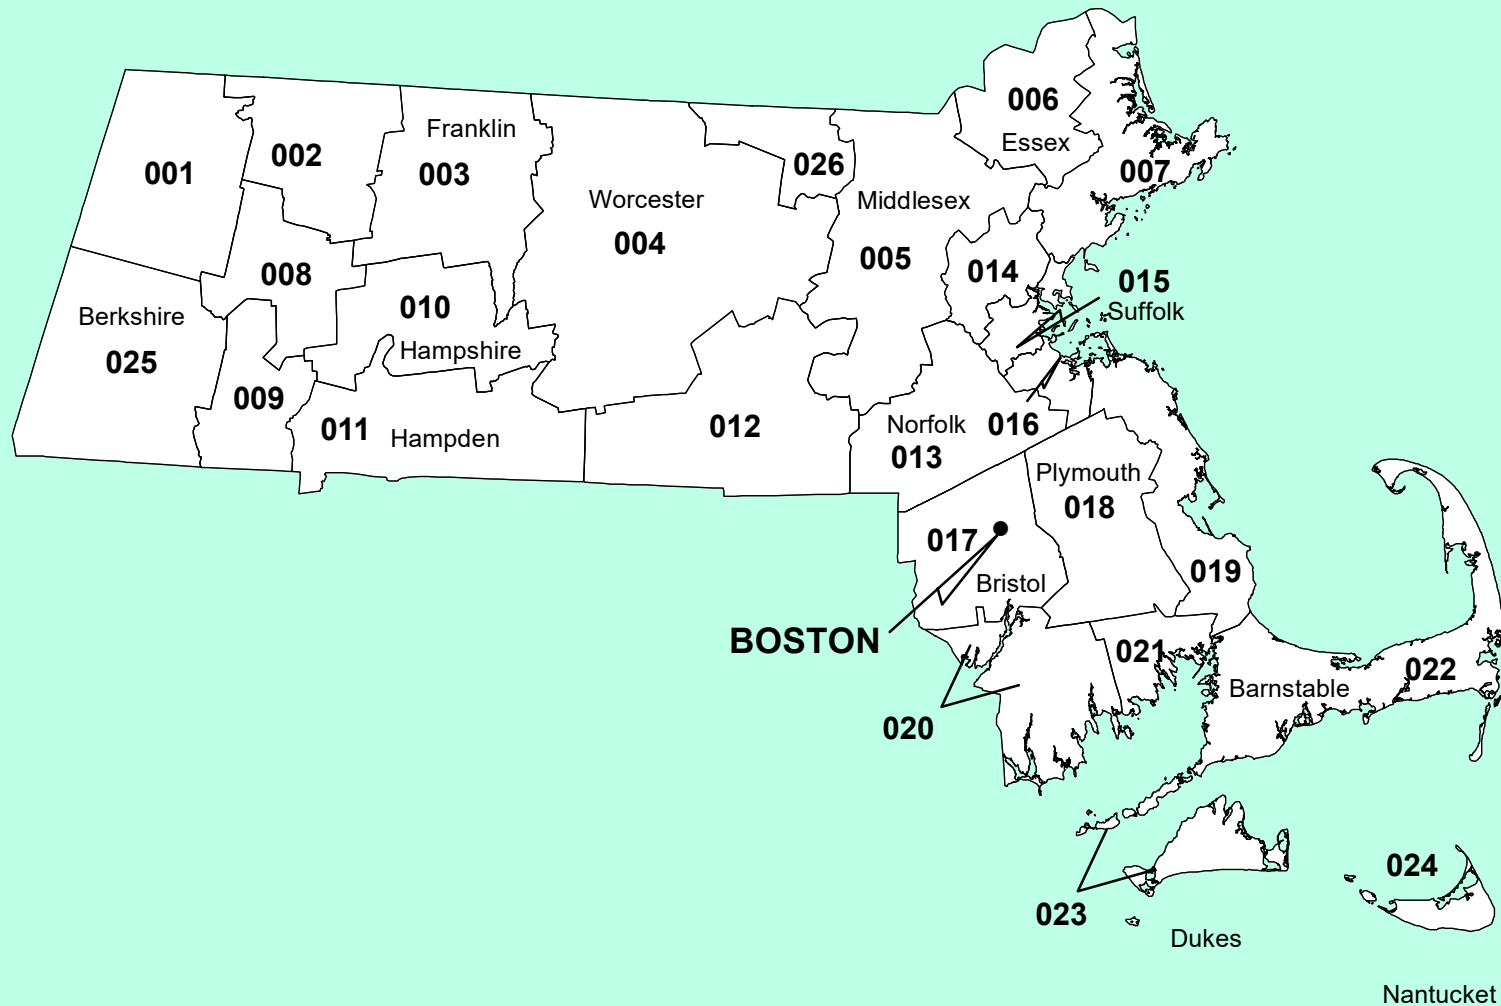 006
Franklin
Essex
002
026
003
007
001
Worcester
Middlesex
004
005
014
008
015
010
Suffolk
Berkshire
Hampshire
025
009
016
Norfolk
012
011
Hampden
013
Plymouth
018
017
019
Bristol
BOSTON
021
022
Barnstable
020
024
023
Dukes
Nantucket